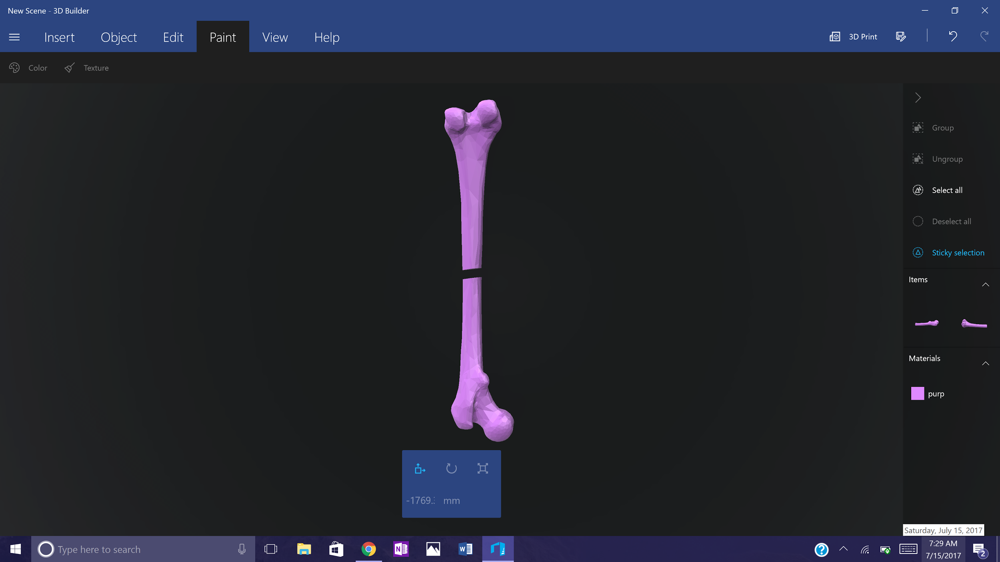 New Scene - 3D Builder
Insert Object Edit Paint View Help 3D Print
Color Texture
Group
Ungroup
Select all
Deselect all
Sticky selection
Items
Materials
purp
-1769. mm
Saturday, July 15, 2017
Type here to search
7:29 AM
7/15/2017
2